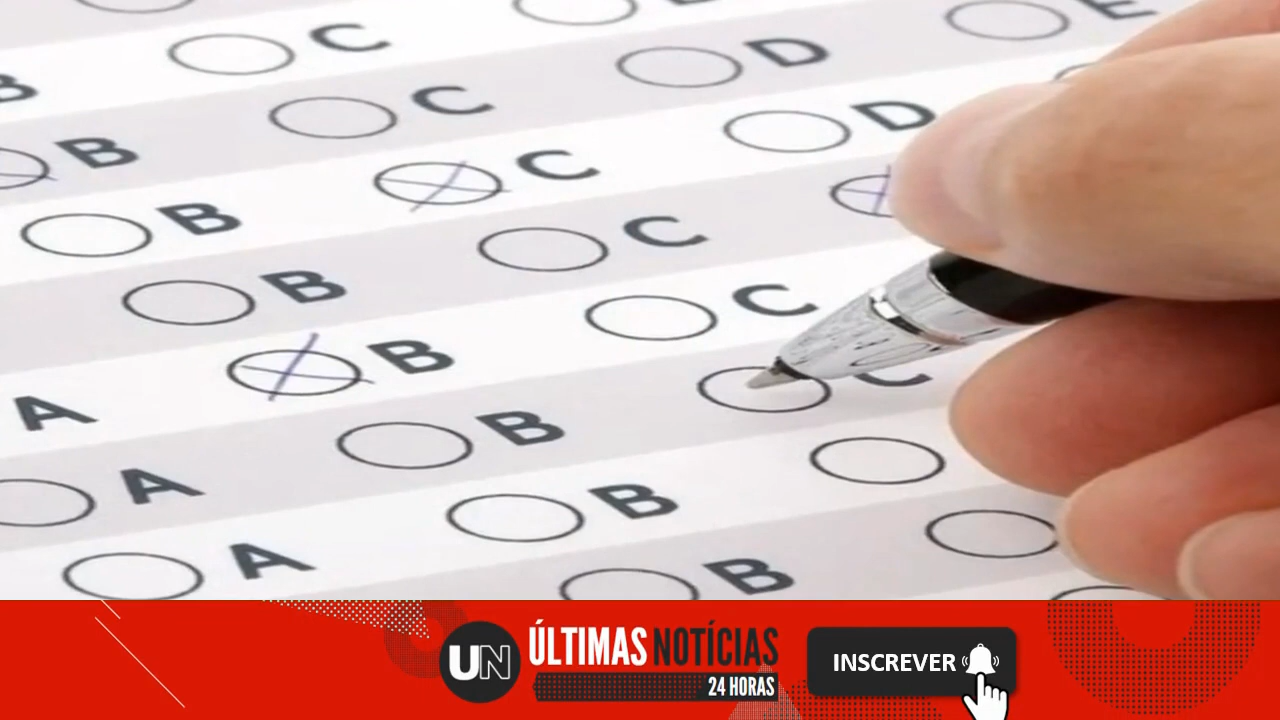 B C D E
B C D
B C
B C
A B C
A B
A B
B
UN ÚLTIMAS NOTÍCIAS
24 HORAS
INSCREVER